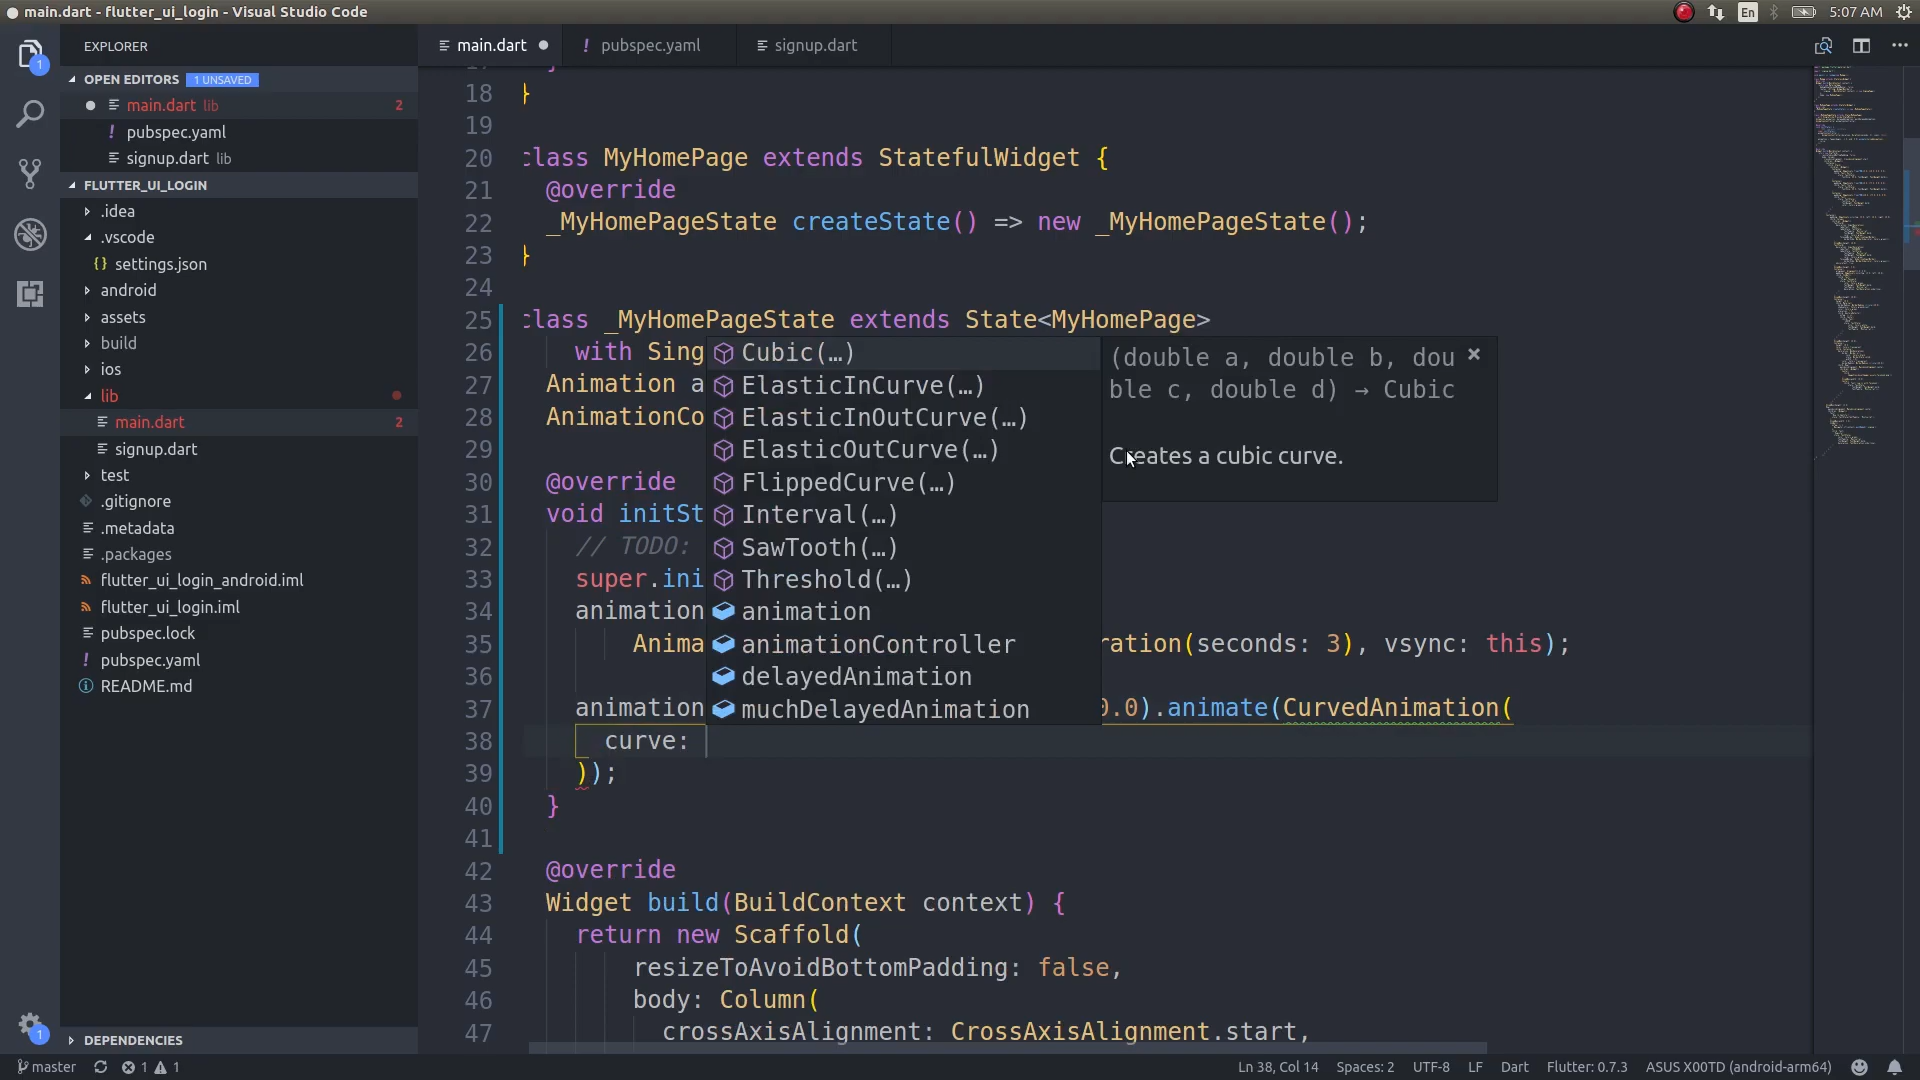 main.dart - flutter_ui_login - Visual Studio Code
En
5:07 AM
EXPLORER
main.dart
! pubspec.yaml
signup.dart
OPEN EDITORS 1 UNSAVED
main.dart lib 2
! pubspec.yaml
signup.dart lib
FLUTTER_UI_LOGIN
.idea
.vscode
{} settings.json
android
assets
build
ios
lib
main.dart 2
signup.dart
test
.gitignore
.metadata
.packages
flutter_ui_login_android.iml
flutter_ui_login.iml
pubspec.lock
! pubspec.yaml
README.md
DEPENDENCIES
1
1
18 }
19
20 class MyHomePage extends StatefulWidget {
21 @override
22 _MyHomePageState createState() => new _MyHomePageState();
23 }
24
25 class _MyHomePageState extends State<MyHomePage>
26 with Sing
27 Animation a
28 AnimationCo
29
30 @override
31 void initSt
32 // TODO:
33 super.ini
34 animation
35 Anima ration(seconds: 3), vsync: this);
36
37 animation 0.0).animate(CurvedAnimation(
38 curve:
39 ));
40 }
41
42 @override
43 Widget build(BuildContext context) {
44 return new Scaffold(
45 resizeToAvoidBottomPadding: false,
46 body: Column(
47 crossAxisAlignment: CrossAxisAlignment.start,
Cubic(…)
ElasticInCurve(…)
ElasticInOutCurve(…)
ElasticOutCurve(…)
FlippedCurve(…)
Interval(…)
SawTooth(…)
Threshold(…)
animation
animationController
delayedAnimation
muchDelayedAnimation
(double a, double b, dou
ble c, double d) → Cubic
Creates a cubic curve.
master 1 1 Ln 38, Col 14 Spaces: 2 UTF-8 LF Dart Flutter: 0.7.3 ASUS X00TD (android-arm64)